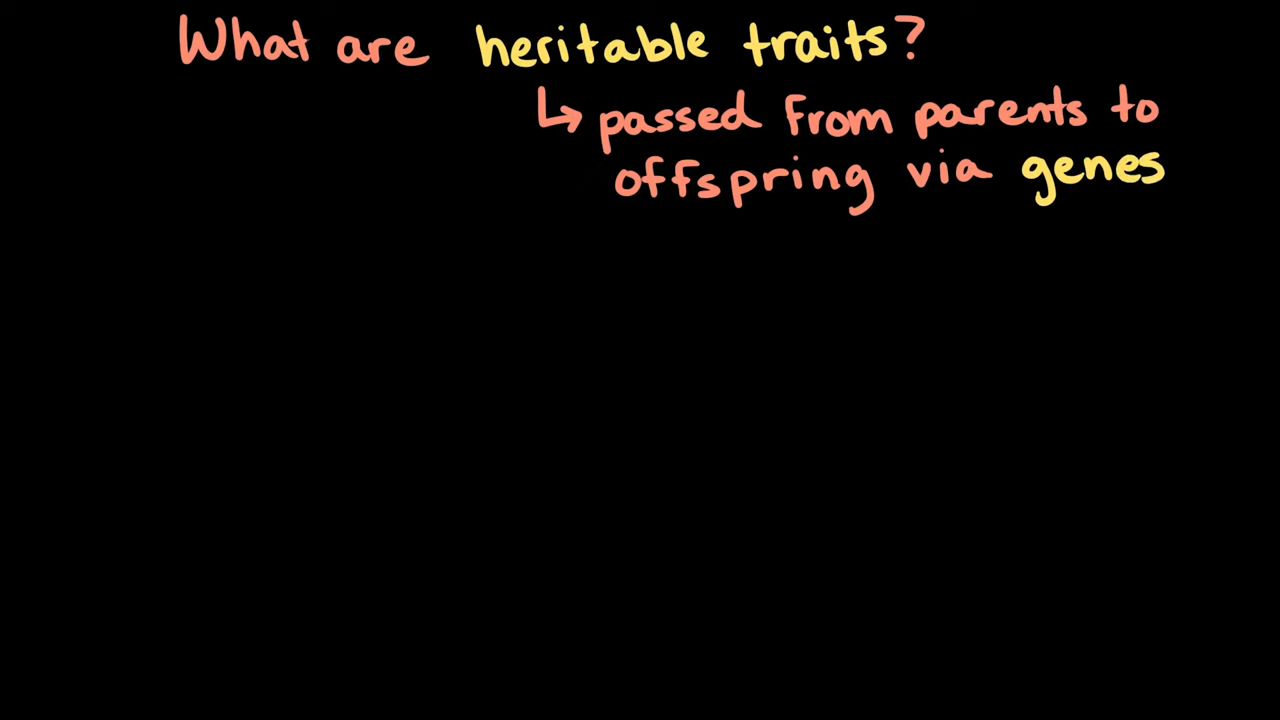 What are heritable traits?
↳ passed from parents to
offspring via genes